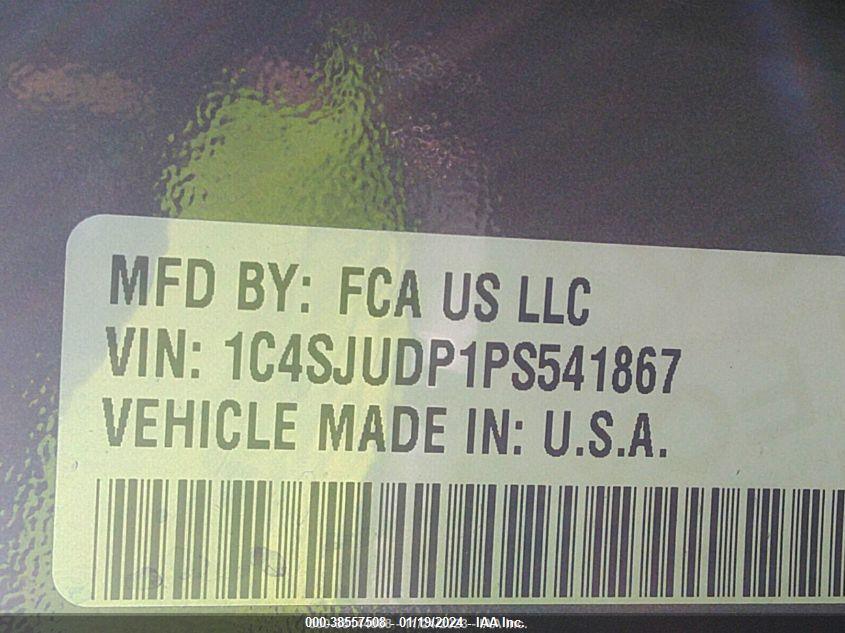 MFD BY: FCA US LLC
VIN: 1C4SJUDP1PS541867
VEHICLE MADE IN: U.S.A.
000-38557508 - 01/19/2024 - IAA Inc.